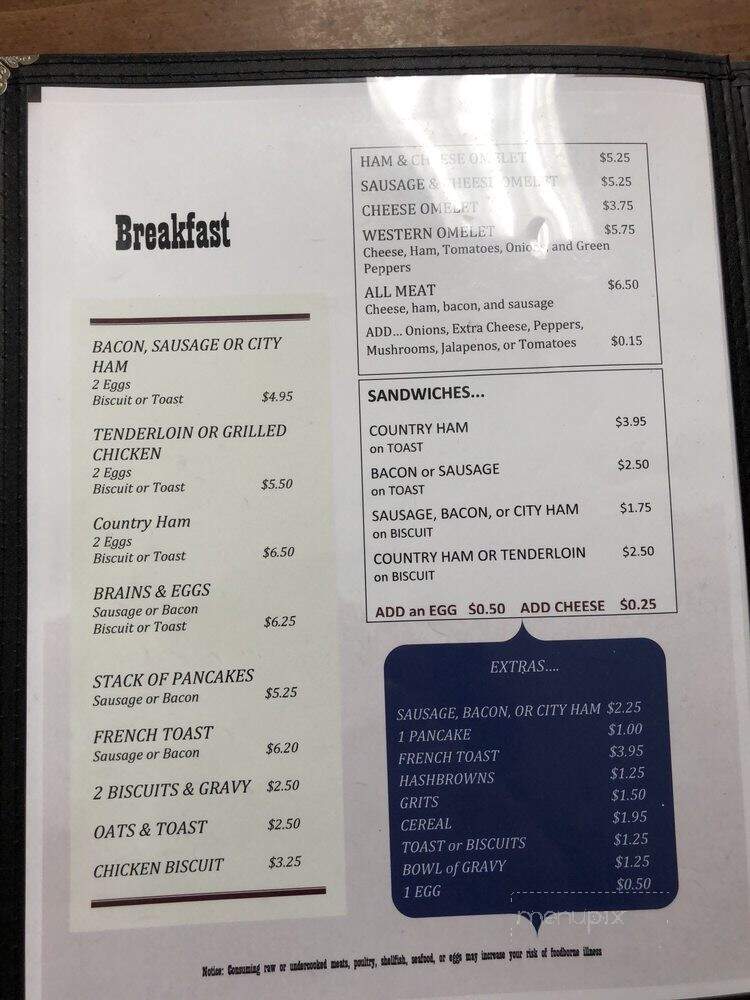 Breakfast
BACON, SAUSAGE OR CITY
HAM
2 Eggs
Biscuit or Toast $4.95
TENDERLOIN OR GRILLED
CHICKEN
2 Eggs
Biscuit or Toast $5.50
Country Ham
2 Eggs
Biscuit or Toast $6.50
BRAINS & EGGS
Sausage or Bacon
Biscuit or Toast $6.25
STACK OF PANCAKES
Sausage or Bacon $5.25
FRENCH TOAST
Sausage or Bacon $6.20
2 BISCUITS & GRAVY $2.50
OATS & TOAST $2.50
CHICKEN BISCUIT $3.25
HAM & CHEESE OMELET $5.25
SAUSAGE & CHEESE OMELET $5.25
CHEESE OMELET $3.75
WESTERN OMELET $5.75
Cheese, Ham, Tomatoes, Onions, and Green
Peppers
ALL MEAT $6.50
Cheese, ham, bacon, and sausage
ADD... Onions, Extra Cheese, Peppers,
Mushrooms, Jalapenos, or Tomatoes $0.15
SANDWICHES...
COUNTRY HAM $3.95
on TOAST
BACON or SAUSAGE $2.50
on TOAST
SAUSAGE, BACON, or CITY HAM $1.75
on BISCUIT
COUNTRY HAM OR TENDERLOIN $2.50
on BISCUIT
ADD an EGG $0.50 ADD CHEESE $0.25
EXTRAS....
SAUSAGE, BACON, OR CITY HAM $2.25
1 PANCAKE $1.00
FRENCH TOAST $3.95
HASHBROWNS $1.25
GRITS $1.50
CEREAL $1.95
TOAST or BISCUITS $1.25
BOWL of GRAVY $1.25
1 EGG $0.50
menupix
Notice: Consuming raw or undercooked meats, poultry, shellfish, seafood, or eggs may increase your risk of foodborne illness